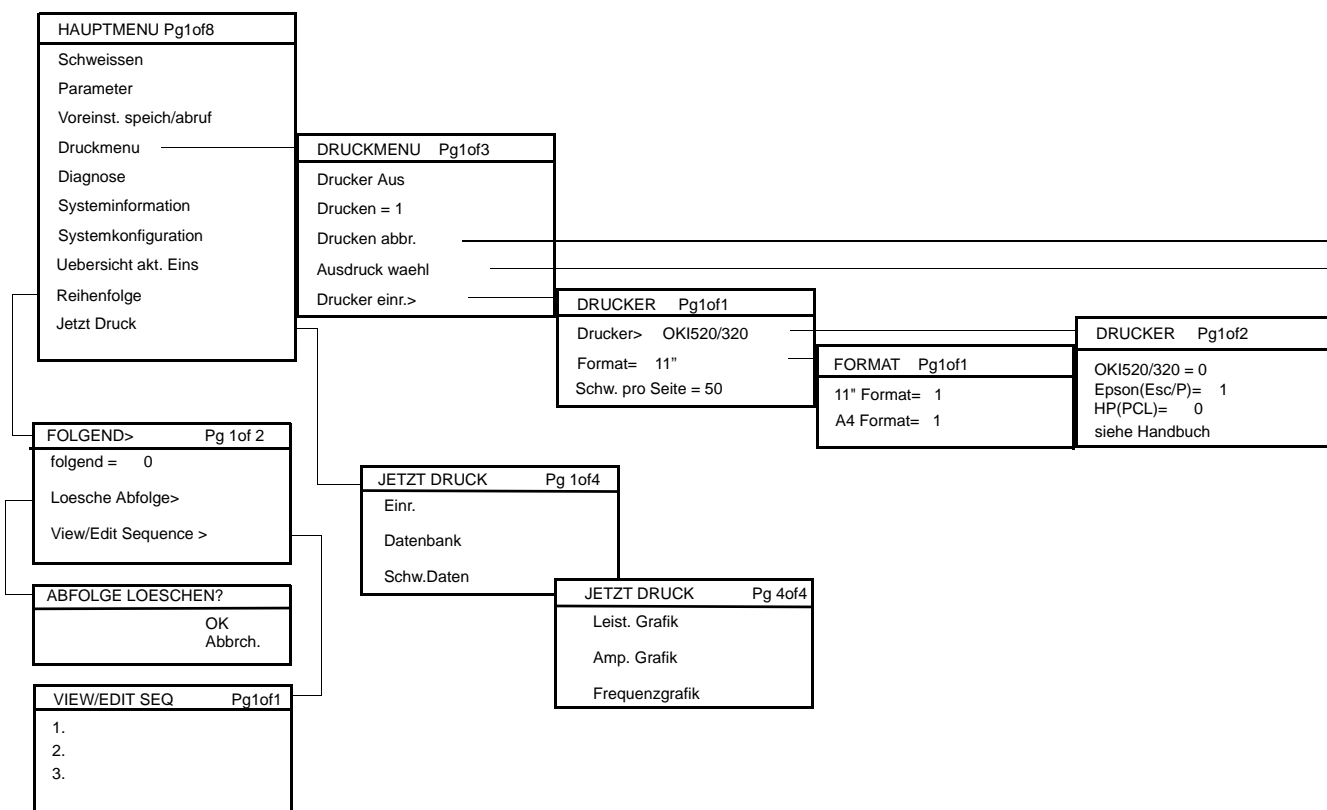 HAUPTMENU Pg1of8
Schweissen
Parameter
Voreinst. speich/abruf
Druckmenu
Diagnose
Systeminformation
Systemkonfiguration
Uebersicht akt. Eins
Reihenfolge
Jetzt Druck
DRUCKMENU Pg1of3
Drucker Aus
Drucken = 1
Drucken abbr.
Ausdruck waehl
Drucker einr.>
DRUCKER Pg1of1
Drucker> OKI520/320
Format= 11”
Schw. pro Seite = 50
FORMAT Pg1of1
11" Format= 1
A4 Format= 1
DRUCKER Pg1of2
OKI520/320 = 0
Epson(Esc/P)= 1
HP(PCL)= 0
siehe Handbuch
FOLGEND> Pg 1of 2
folgend = 0
Loesche Abfolge>
View/Edit Sequence >
ABFOLGE LOESCHEN?
OK
Abbrch.
VIEW/EDIT SEQ Pg1of1
1.
2.
3.
JETZT DRUCK Pg 1of4
Einr.
Datenbank
Schw.Daten
JETZT DRUCK Pg 4of4
Leist. Grafik
Amp. Grafik
Frequenzgrafik